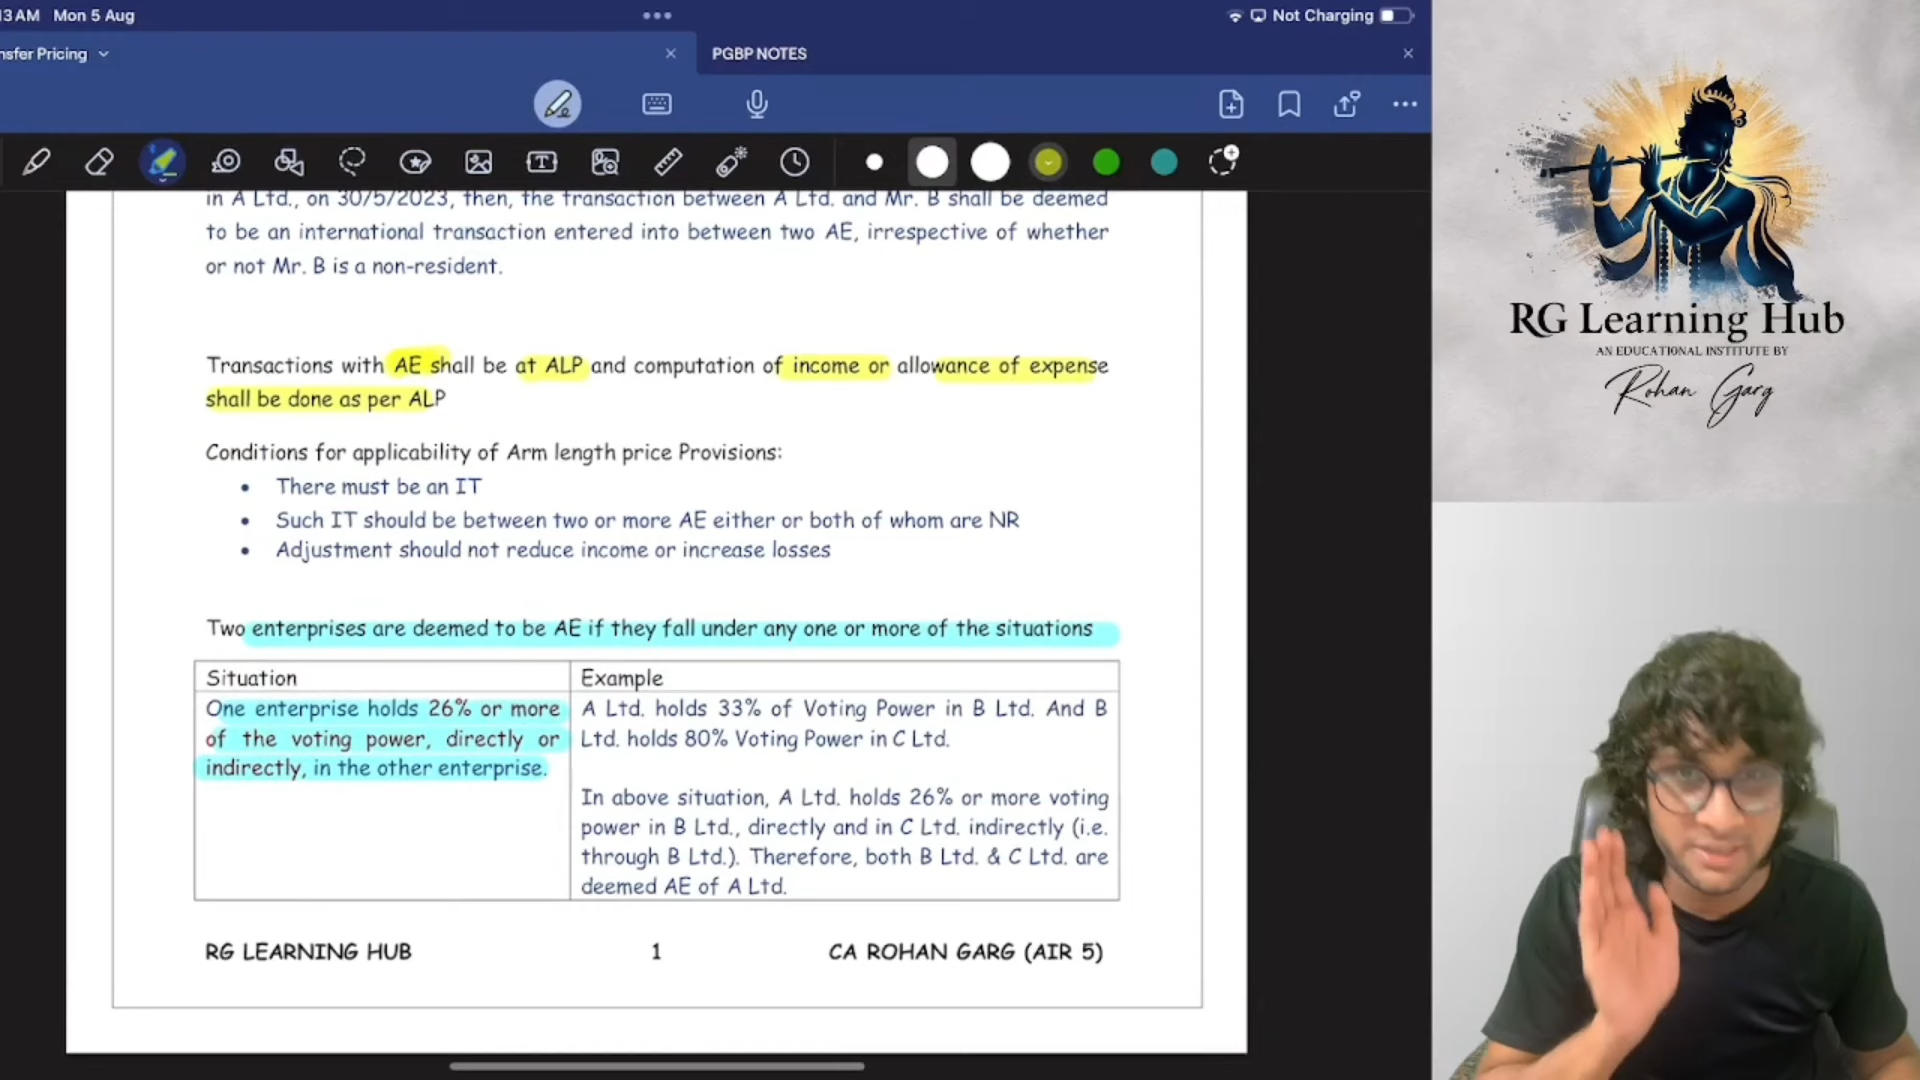 13 AM Mon 5 Aug
Not Charging
nsfer Pricing
PGBP NOTES
in A Ltd., on 30/5/2023, then, the transaction between A Ltd. and Mr. B shall be deemed
to be an international transaction entered into between two AE, irrespective of whether
or not Mr. B is a non-resident.
Transactions with AE shall be at ALP and computation of income or allowance of expense
shall be done as per ALP
Conditions for applicability of Arm length price Provisions:
• There must be an IT
• Such IT should be between two or more AE either or both of whom are NR
• Adjustment should not reduce income or increase losses
Two enterprises are deemed to be AE if they fall under any one or more of the situations
Situation
One enterprise holds 26% or more
of the voting power, directly or
indirectly, in the other enterprise.
Example
A Ltd. holds 33% of Voting Power in B Ltd. And B
Ltd. holds 80% Voting Power in C Ltd.
In above situation, A Ltd. holds 26% or more voting
power in B Ltd., directly and in C Ltd. indirectly (i.e.
through B Ltd.). Therefore, both B Ltd. & C Ltd. are
deemed AE of A Ltd.
RG LEARNING HUB 1 CA ROHAN GARG (AIR 5)
RG Learning Hub
AN EDUCATIONAL INSTITUTE BY
Rohan Garg